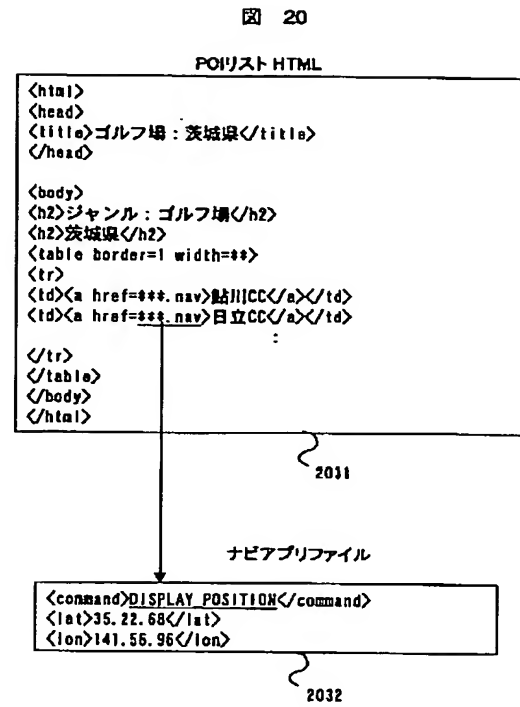 図 20
POIリスト HTML
<html>
<head>
<title>ゴルフ場：茨城県</title>
</head>
<body>
<h2>ジャンル：ゴルフ場</h2>
<h2>茨城県</h2>
<table border=1 width=**>
<tr>
<td><a href=***.nav>鮎川CC</a></td>
<td><a href=***.nav>日立CC</a></td>
:
</tr>
</table>
</body>
</html>
2031
ナビアプリファイル
<command>DISPLAY POSITION</command>
<lat>35.22.68</lat>
<lon>141.56.96</lon>
2032